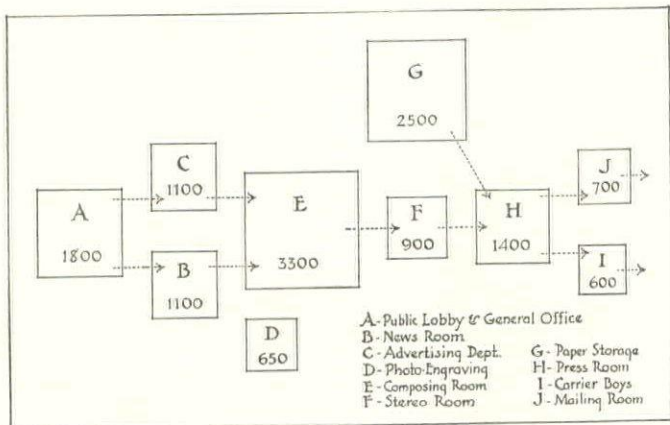 G
2500
C
1100
J
700
A
1800
E
3300
F
900
H
1400
B
1100
I
600
D
650
A - Public Lobby & General Office
B - News Room
C - Advertising Dept.
D - Photo-Engraving
E - Composing Room
F - Stereo Room
G - Paper Storage
H - Press Room
I - Carrier Boys
J - Mailing Room